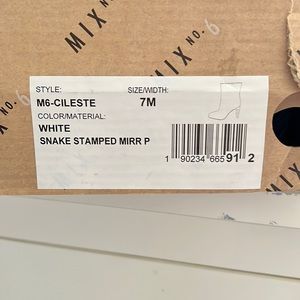 MIX NO. 6
MIX NO. 6
STYLE: SIZE/WIDTH:
M6-CILESTE 7M
COLOR/MATERIAL:
WHITE
SNAKE STAMPED MIRR P
1 90234 66591 2
MIX